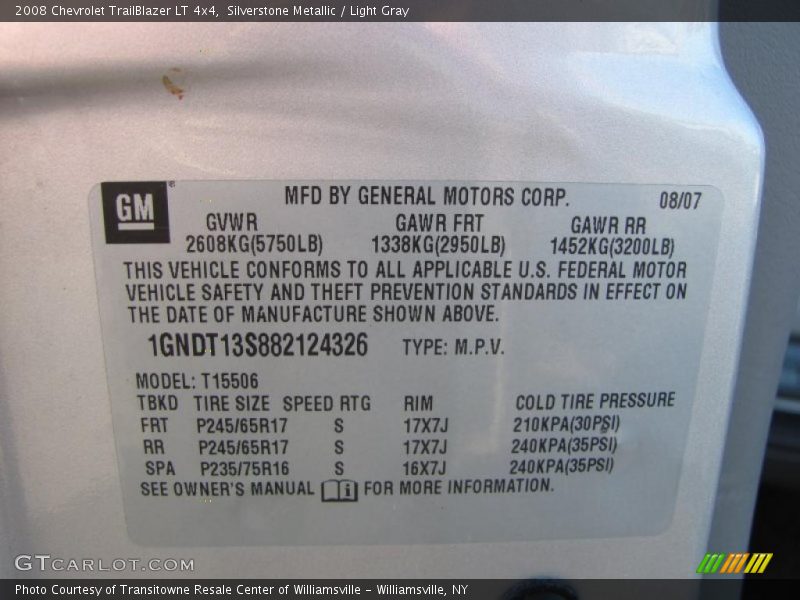 2008 Chevrolet TrailBlazer LT 4x4, Silverstone Metallic / Light Gray
GM®
MFD BY GENERAL MOTORS CORP. 08/07
GVWR GAWR FRT GAWR RR
2608KG(5750LB) 1338KG(2950LB) 1452KG(3200LB)
THIS VEHICLE CONFORMS TO ALL APPLICABLE U.S. FEDERAL MOTOR
VEHICLE SAFETY AND THEFT PREVENTION STANDARDS IN EFFECT ON
THE DATE OF MANUFACTURE SHOWN ABOVE.
1GNDT13S882124326 TYPE: M.P.V.
MODEL: T15506
TBKD TIRE SIZE SPEED RTG RIM COLD TIRE PRESSURE
FRT P245/65R17 S 17X7J 210KPA(30PSI)
RR P245/65R17 S 17X7J 240KPA(35PSI)
SPA P235/75R16 S 16X7J 240KPA(35PSI)
SEE OWNER'S MANUAL i FOR MORE INFORMATION.
GTCARLOT.COM
Photo Courtesy of Transitowne Resale Center of Williamsville - Williamsville, NY